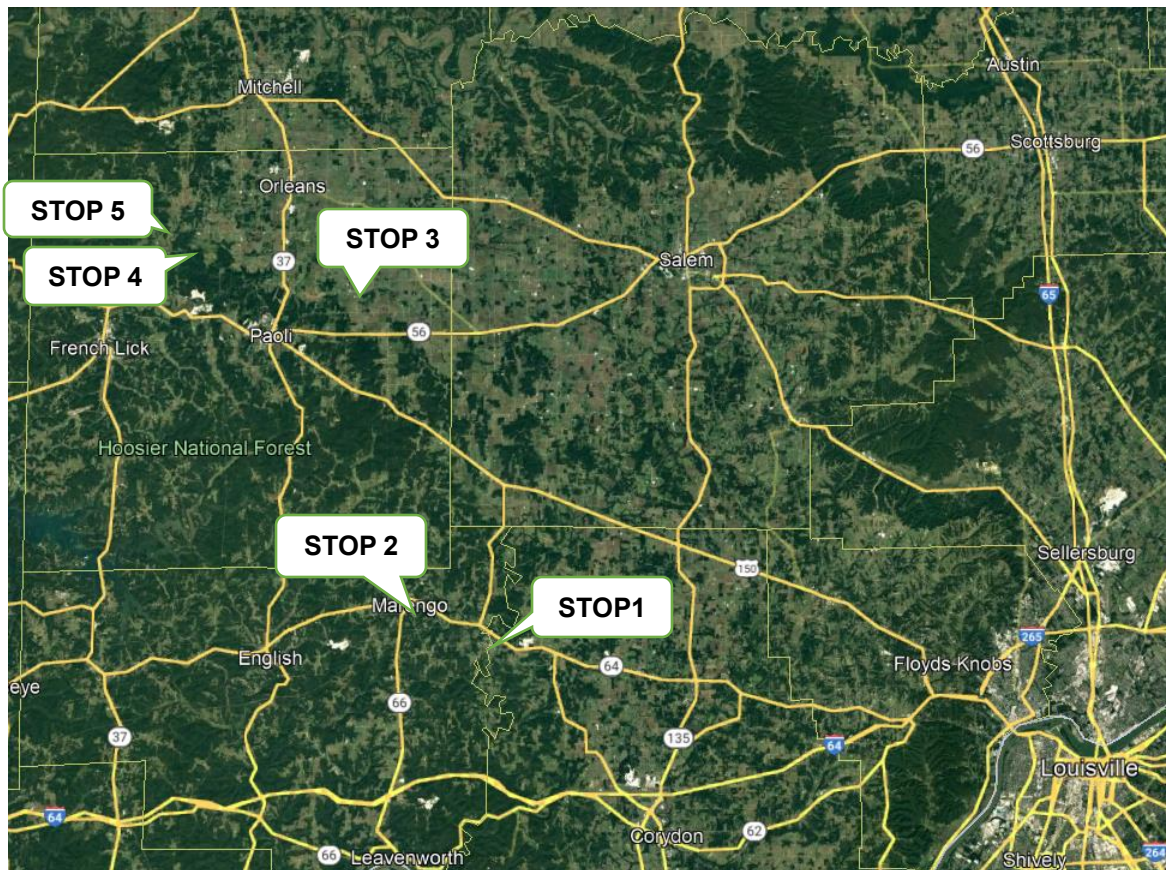 Austin
Mitchell
Scottsburg
56
Orleans
STOP 5
STOP 3
STOP 4
37
Salem
65
Paoli
56
French Lick
Hoosier National Forest
STOP 2
Sellersburg
150
Marengo
STOP1
265
English
64
Floyds Knobs
eye
66
37
135
64
Louisville
64
Corydon
62
66
Leavenworth
264
Shively